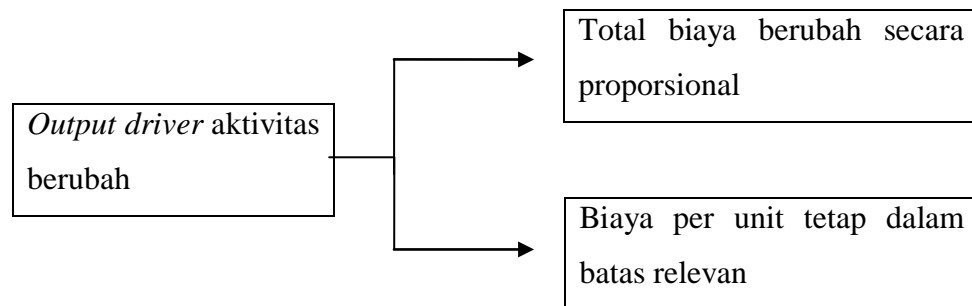 Total biaya berubah secara
proporsional
Output driver aktivitas
berubah
Biaya per unit tetap dalam
batas relevan